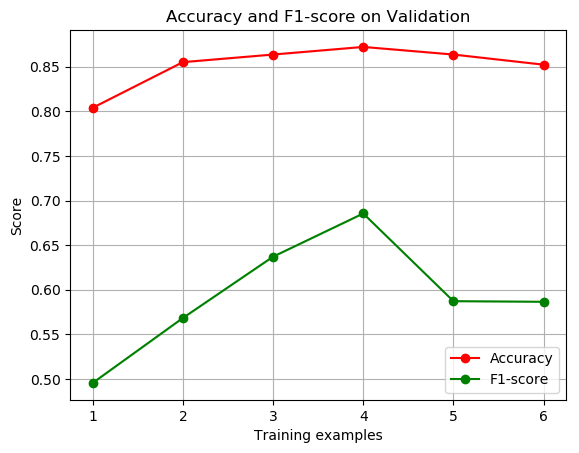 Accuracy and F1-score on Validation
0.85
0.80
0.75
0.70
0.65
0.60
0.55
0.50
Score
1 2 3 4 5 6
Training examples
Accuracy
F1-score